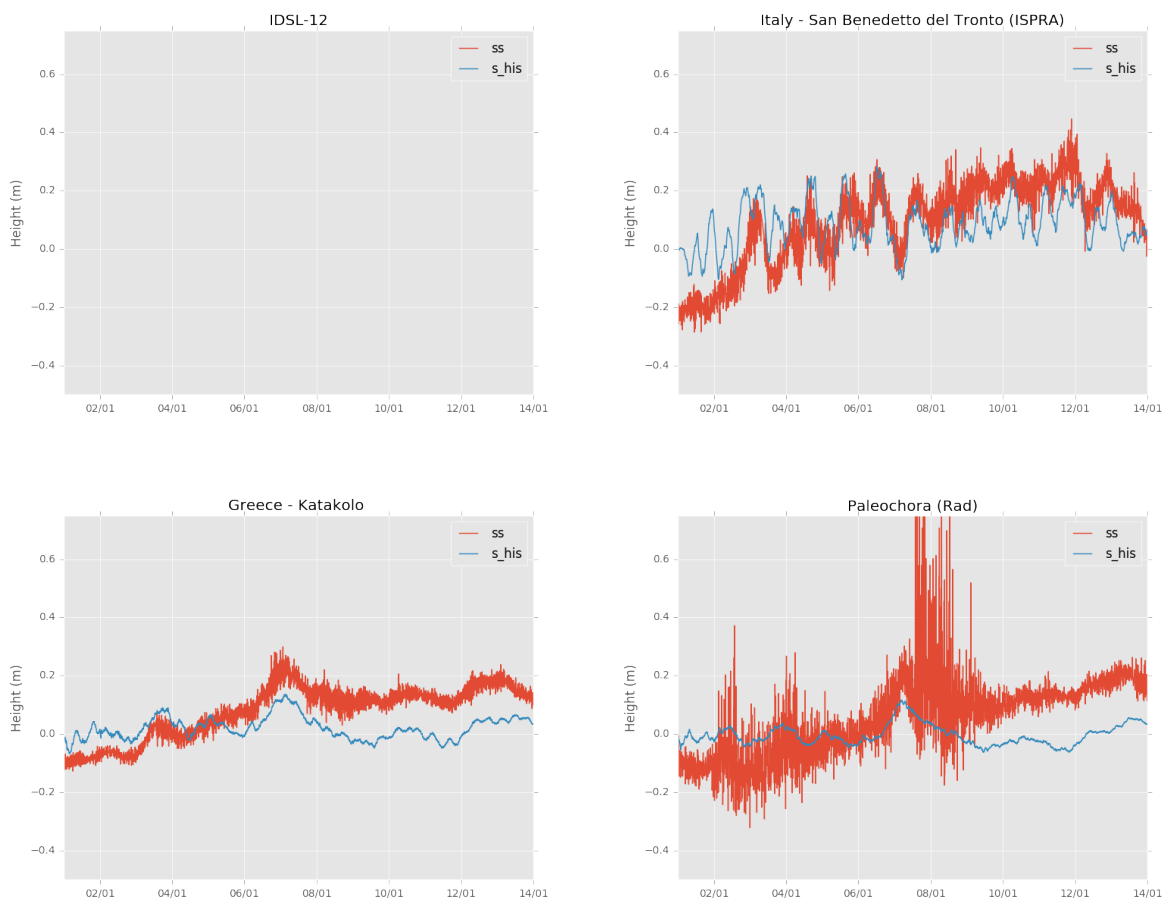 IDSL-12
ss
s_his
Height (m)
0.6
0.4
0.2
0.0
−0.2
−0.4
02/01 04/01 06/01 08/01 10/01 12/01 14/01
Italy - San Benedetto del Tronto (ISPRA)
ss
s_his
Height (m)
0.6
0.4
0.2
0.0
−0.2
−0.4
02/01 04/01 06/01 08/01 10/01 12/01 14/01
Greece - Katakolo
ss
s_his
Height (m)
0.6
0.4
0.2
0.0
−0.2
−0.4
02/01 04/01 06/01 08/01 10/01 12/01 14/01
Paleochora (Rad)
ss
s_his
Height (m)
0.6
0.4
0.2
0.0
−0.2
−0.4
02/01 04/01 06/01 08/01 10/01 12/01 14/01